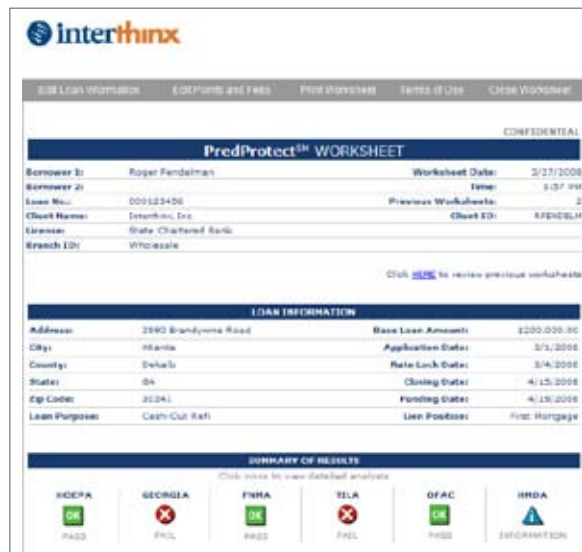 interthinx
Edit Loan Information Edit Points and Fees Print Worksheet Terms of Use Close Worksheet
CONFIDENTIAL
PredProtect℠ WORKSHEET
Borrower 1: Roger Fendelman Worksheet Date: 3/27/2008
Borrower 2: Time: 3:57 PM
Loan No.: 000123456 Previous Worksheets: 2
Client Name: Interthinx, Inc. Client ID: RFENDELM
License: State Chartered Bank
Branch ID: Wholesale
Click HERE to review previous worksheets
LOAN INFORMATION
Address: 2990 Brandywine Road Base Loan Amount: $200,000.00
City: Atlanta Application Date: 3/1/2008
County: Dekalb Rate Lock Date: 3/4/2008
State: GA Closing Date: 4/15/2008
Zip Code: 30341 Funding Date: 4/19/2008
Loan Purpose: Cash-Out Refi Lien Position: First Mortgage
SUMMARY OF RESULTS
Click icons to view detailed analysis
HOEPA GEORGIA FNMA TILA OFAC HMDA
OK OK OK
PASS FAIL PASS FAIL PASS INFORMATION